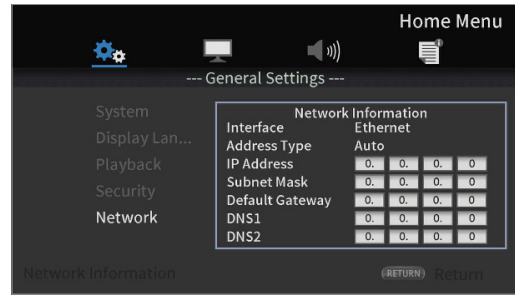 Home Menu
--- General Settings ---
System
Display Lan...
Playback
Security
Network
Network Information
Interface Ethernet
Address Type Auto
IP Address 0. 0. 0. 0
Subnet Mask 0. 0. 0. 0
Default Gateway 0. 0. 0. 0
DNS1 0. 0. 0. 0
DNS2 0. 0. 0. 0
Network Information RETURN Return